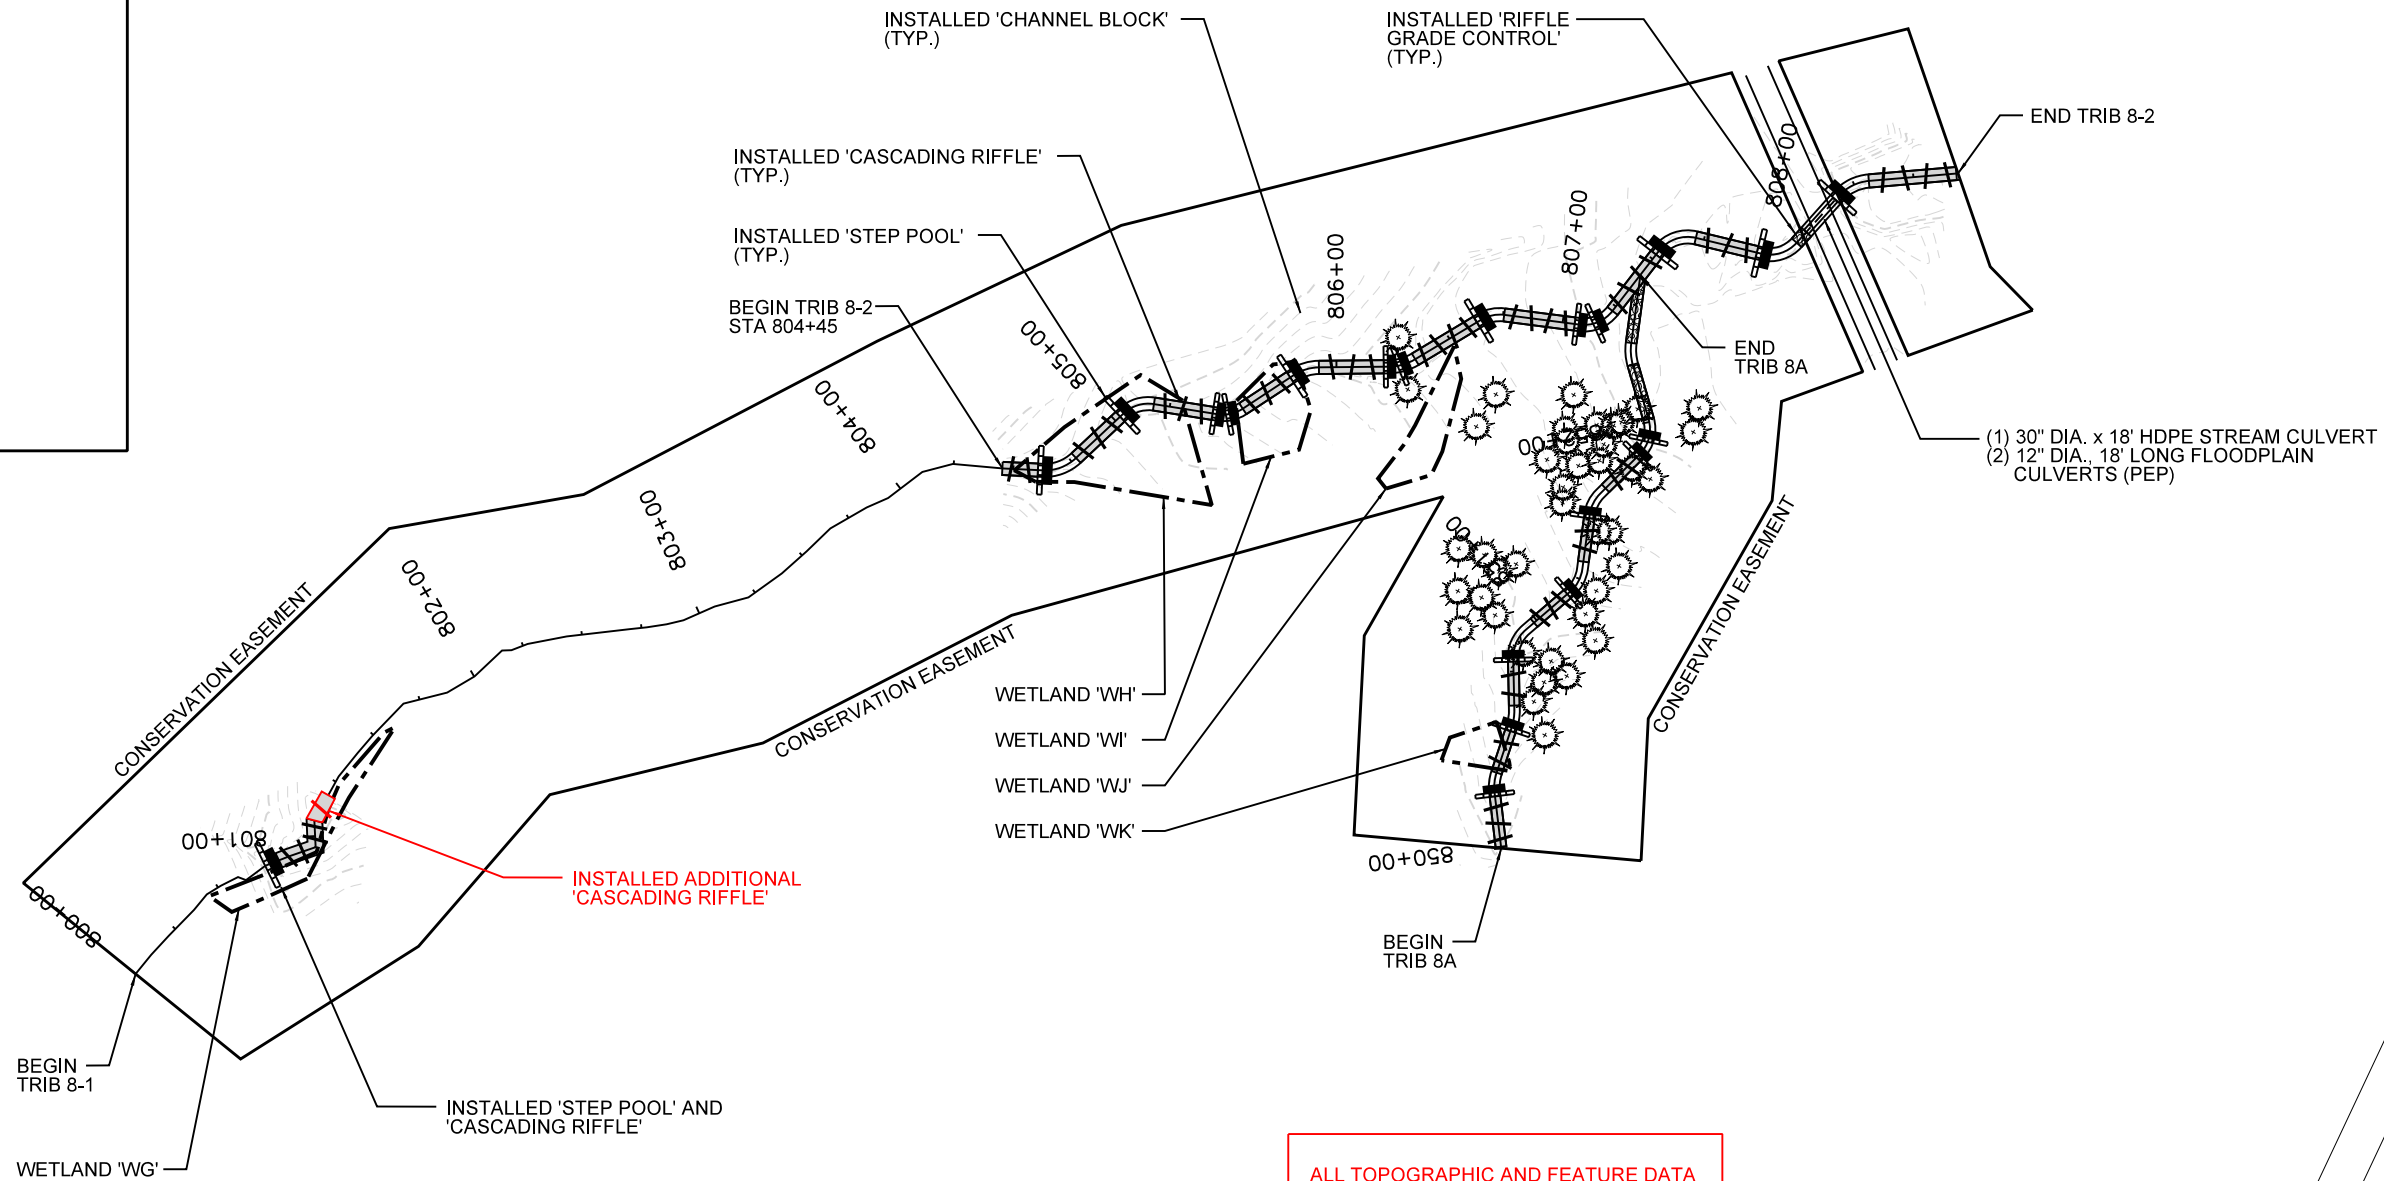 INSTALLED 'CHANNEL BLOCK'
(TYP.)
INSTALLED 'RIFFLE
GRADE CONTROL'
(TYP.)
END TRIB 8-2
INSTALLED 'CASCADING RIFFLE'
(TYP.)
INSTALLED 'STEP POOL'
(TYP.)
BEGIN TRIB 8-2
STA 804+45
808+00
807+00
806+00
805+00
804+00
803+00
802+00
801+00
800+00
END
TRIB 8A
(1) 30" DIA. x 18' HDPE STREAM CULVERT
(2) 12" DIA., 18' LONG FLOODPLAIN
CULVERTS (PEP)
CONSERVATION EASEMENT
CONSERVATION EASEMENT
CONSERVATION EASEMENT
WETLAND 'WH'
WETLAND 'WI'
WETLAND 'WJ'
WETLAND 'WK'
850+00
INSTALLED ADDITIONAL
'CASCADING RIFFLE'
BEGIN
TRIB 8A
BEGIN
TRIB 8-1
INSTALLED 'STEP POOL' AND
'CASCADING RIFFLE'
WETLAND 'WG'
ALL TOPOGRAPHIC AND FEATURE DATA